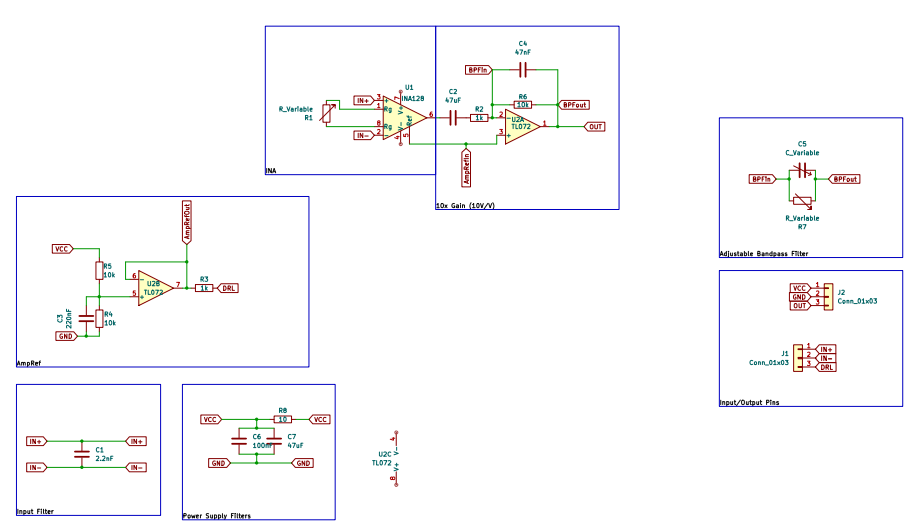 C4
47nF
BPFin
U1
INA128
C2
47uF
R6
10k
BPFout
IN+
3
+
7
V+
R_Variable
R1
1
Rg
6
R2
1k
2
−
U2A
TL072
1
OUT
8
Rg
Ref
V-
IN-
2
−
4
5
3
+
AmpRefIn
INA
10x Gain (10V/V)
C5
C_Variable
BPFin
BPFout
R_Variable
R7
Adjustable Bandpass Filter
AmpRefOut
VCC
R5
10k
6
−
U2B
TL072
7
R3
1k
DRL
5
+
C3
220nF
R4
10k
GND
AmpRef
VCC
1
J2
GND
2
Conn_01x03
OUT
3
J1
Conn_01x03
1
IN+
2
IN-
3
DRL
Input/Output Pins
IN+
IN+
C1
2.2nF
IN-
IN-
Input Filter
R8
VCC
10
VCC
C6
100nF
C7
47uF
GND
GND
Power Supply Filters
4
V-
U2C
TL072
V+
8